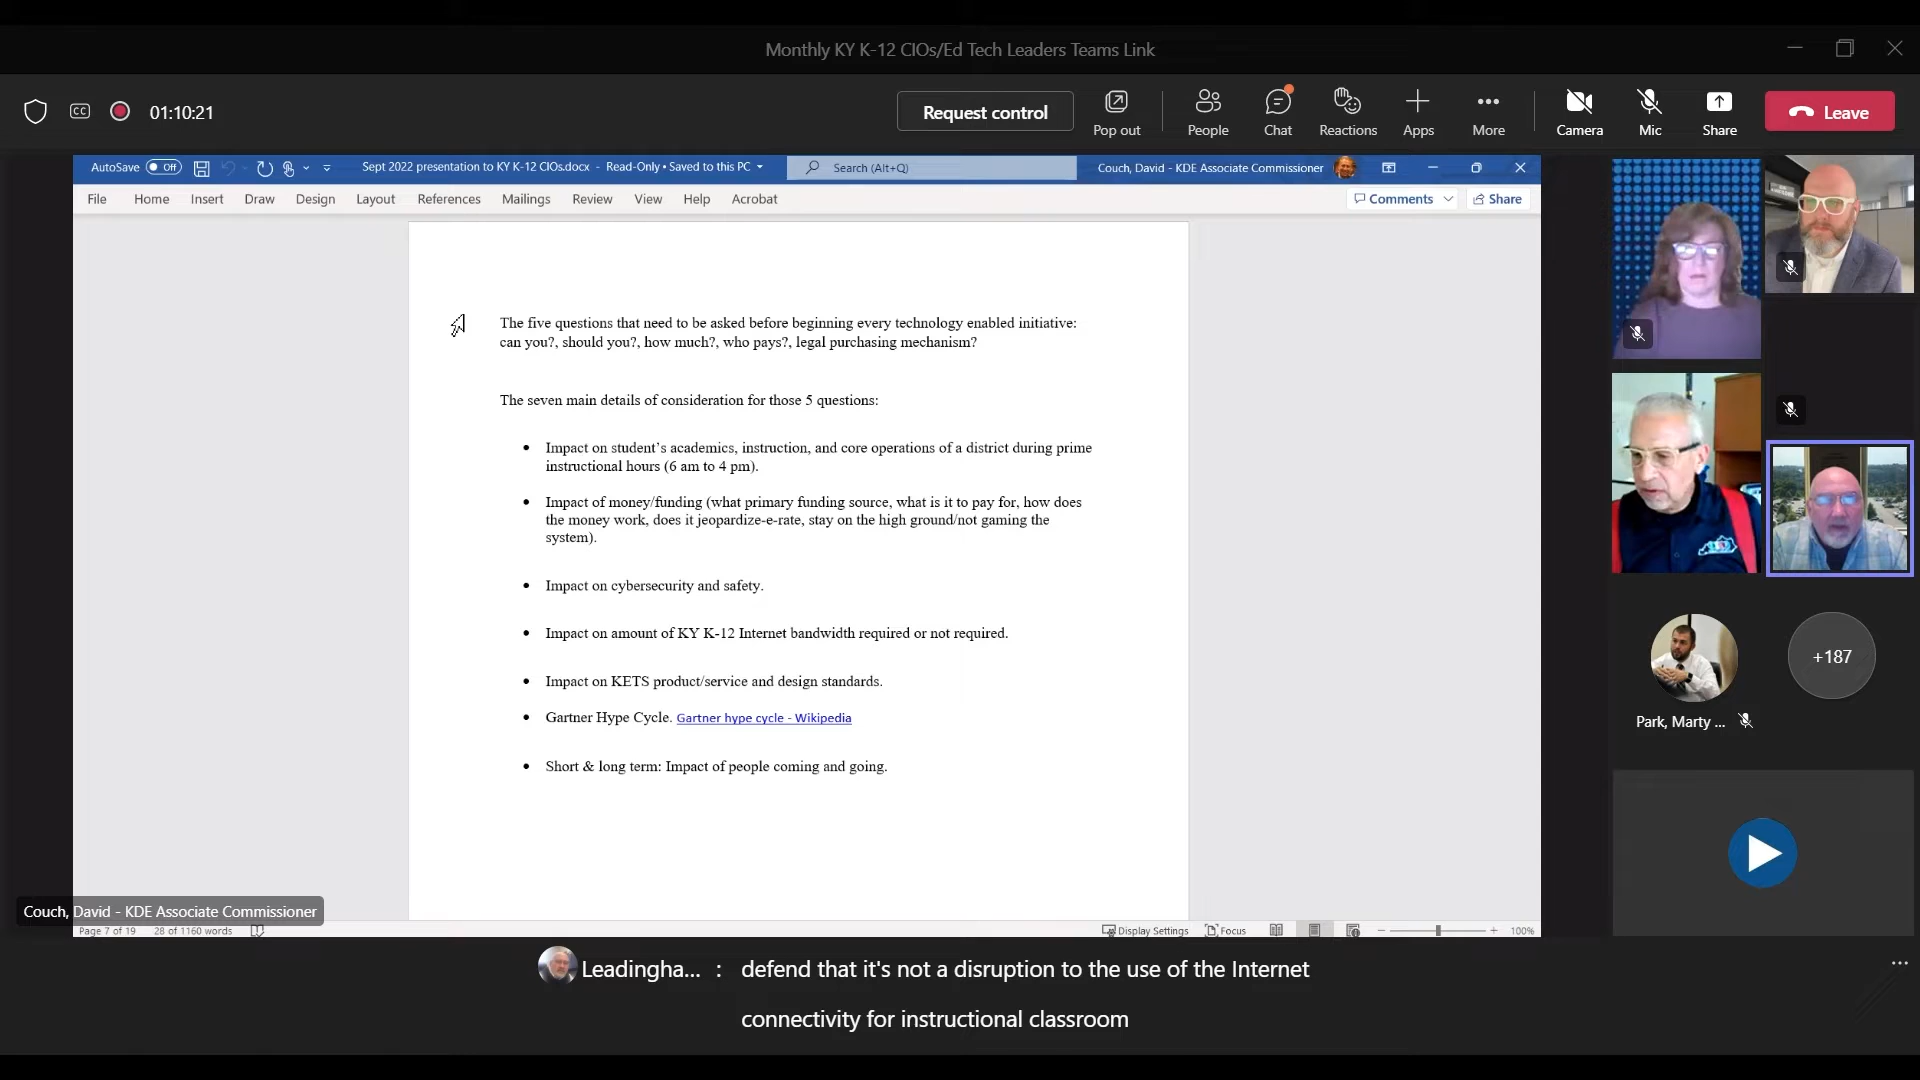 Monthly KY K-12 CIOs/Ed Tech Leaders Teams Link
CC
01:10:21
Request control
Pop out
People
Chat
Reactions
Apps
More
Camera
Mic
Share
Leave
AutoSave Off
Sept 2022 presentation to KY K-12 CIOs.docx - Read-Only • Saved to this PC
Search (Alt+Q)
Couch, David - KDE Associate Commissioner
File Home Insert Draw Design Layout References Mailings Review View Help Acrobat
Comments
Share
The five questions that need to be asked before beginning every technology enabled initiative:
can you?, should you?, how much?, who pays?, legal purchasing mechanism?
The seven main details of consideration for those 5 questions:
• Impact on student's academics, instruction, and core operations of a district during prime
instructional hours (6 am to 4 pm).
• Impact of money/funding (what primary funding source, what is it to pay for, how does
the money work, does it jeopardize-e-rate, stay on the high ground/not gaming the
system).
• Impact on cybersecurity and safety.
• Impact on amount of KY K-12 Internet bandwidth required or not required.
• Impact on KETS product/service and design standards.
• Gartner Hype Cycle. Gartner hype cycle - Wikipedia
• Short & long term: Impact of people coming and going.
+187
Park, Marty ...
Couch, David - KDE Associate Commissioner
Page 7 of 19 28 of 1160 words
Display Settings
Focus
100%
Leadingha... : defend that it's not a disruption to the use of the Internet
connectivity for instructional classroom